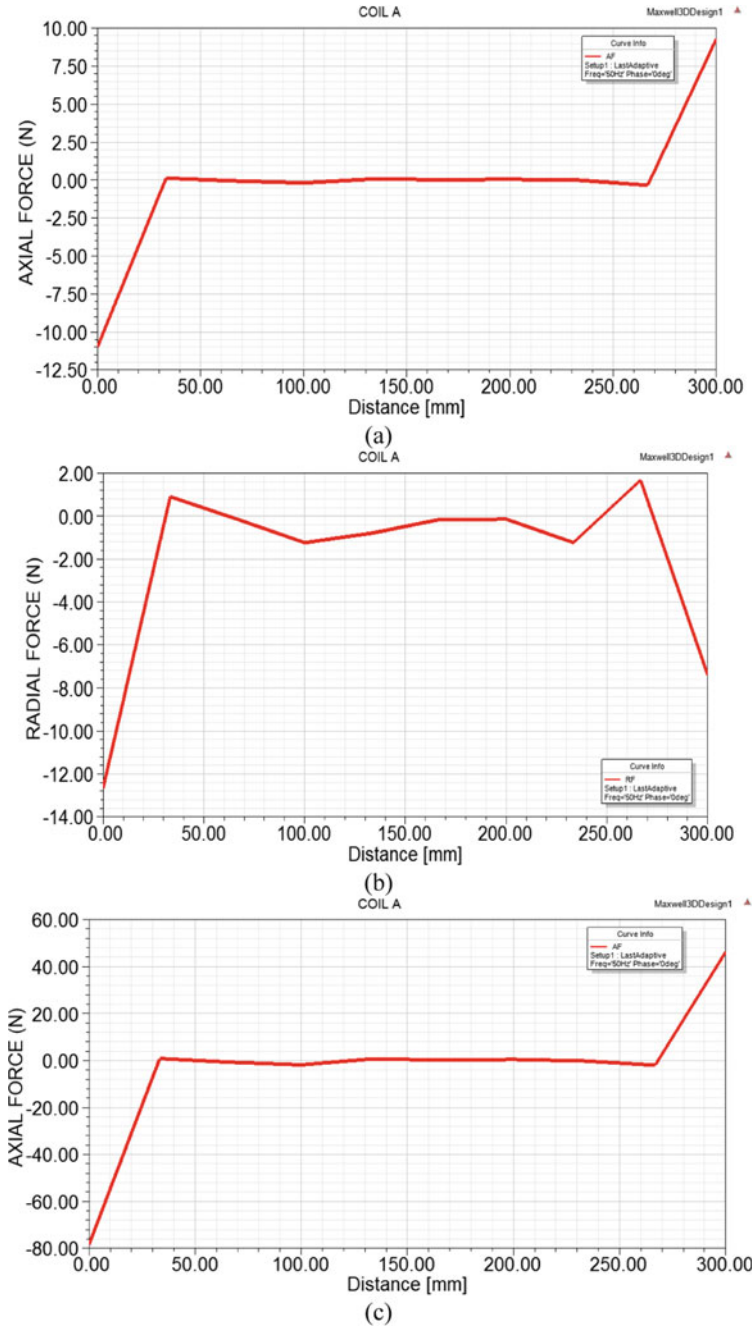 COIL A
Maxwell3DDesign1
Curve Info
AF
Setup1 : LastAdaptive
Freq='50Hz' Phase='0deg'
AXIAL FORCE (N)
10.00
7.50
5.00
2.50
0.00
-2.50
-5.00
-7.50
-10.00
-12.50
0.00 50.00 100.00 150.00 200.00 250.00 300.00
Distance [mm]
(a)
COIL A
Maxwell3DDesign1
RADIAL FORCE (N)
2.00
0.00
-2.00
-4.00
-6.00
-8.00
-10.00
-12.00
-14.00
Curve Info
RF
Setup1 : LastAdaptive
Freq='50Hz' Phase='0deg'
0.00 50.00 100.00 150.00 200.00 250.00 300.00
Distance [mm]
(b)
COIL A
Maxwell3DDesign1
Curve Info
AF
Setup1 : LastAdaptive
Freq='50Hz' Phase='0deg'
AXIAL FORCE (N)
60.00
40.00
20.00
0.00
-20.00
-40.00
-60.00
-80.00
0.00 50.00 100.00 150.00 200.00 250.00 300.00
Distance [mm]
(c)